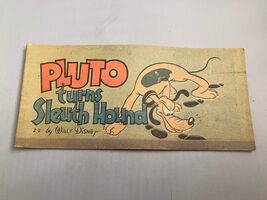 PLUTO
turns
Sleuth Hound
by WALT DISNEY